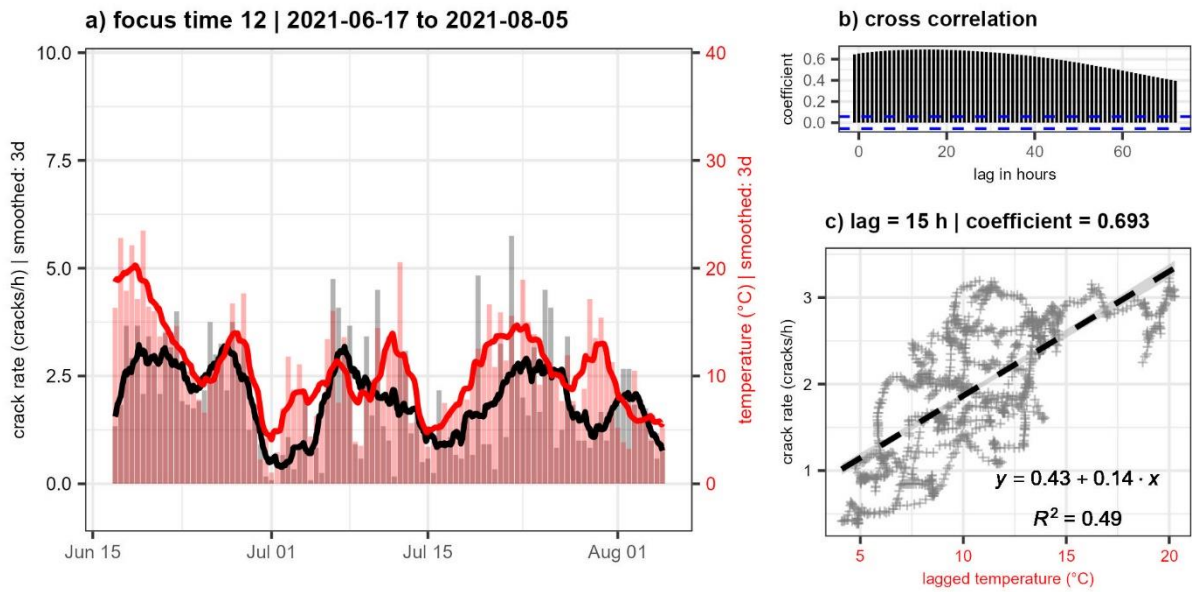 a) focus time 12 | 2021-06-17 to 2021-08-05
crack rate (cracks/h) | smoothed: 3d
10.0
7.5
5.0
2.5
0.0
40
30
20
10
0
temperature (°C) | smoothed: 3d
Jun 15
Jul 01
Jul 15
Aug 01
b) cross correlation
coefficient
0.6
0.4
0.2
0.0
0
20
40
60
lag in hours
c) lag = 15 h | coefficient = 0.693
crack rate (cracks/h)
3
2
1
y = 0.43 + 0.14 · x
R² = 0.49
5
10
15
20
lagged temperature (°C)